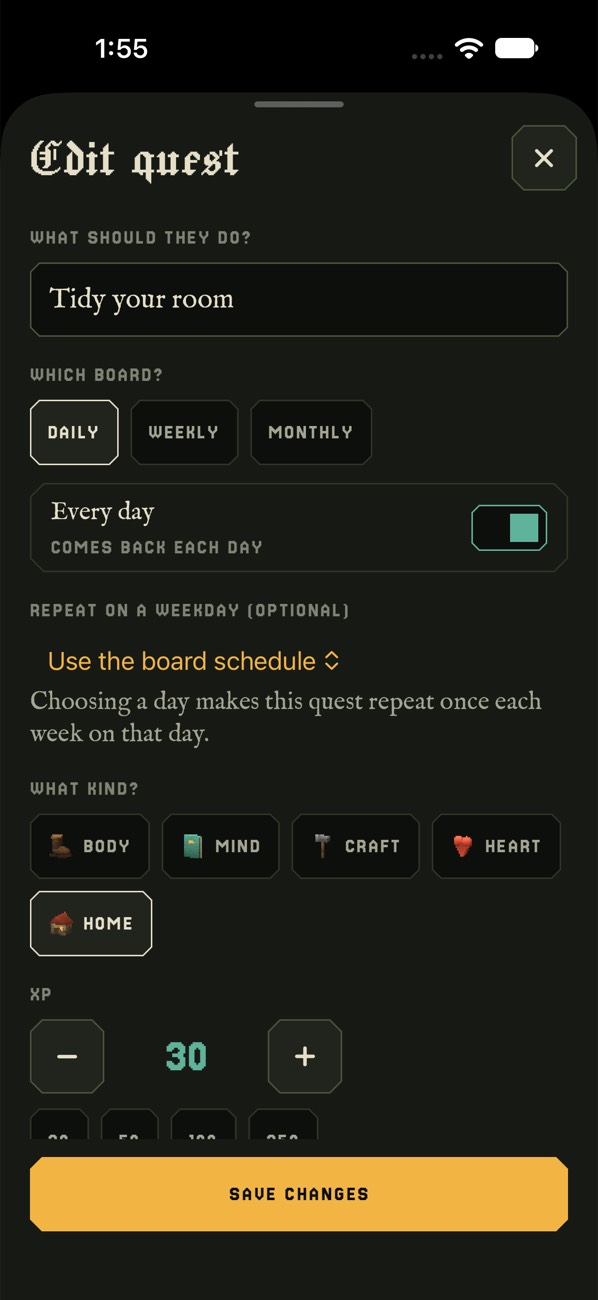 1:55
Edit quest
WHAT SHOULD THEY DO?
Tidy your room
WHICH BOARD?
DAILY WEEKLY MONTHLY
Every day
COMES BACK EACH DAY
REPEAT ON A WEEKDAY (OPTIONAL)
Use the board schedule
Choosing a day makes this quest repeat once each
week on that day.
WHAT KIND?
BODY MIND CRAFT HEART
HOME
XP
− 30 +
SAVE CHANGES